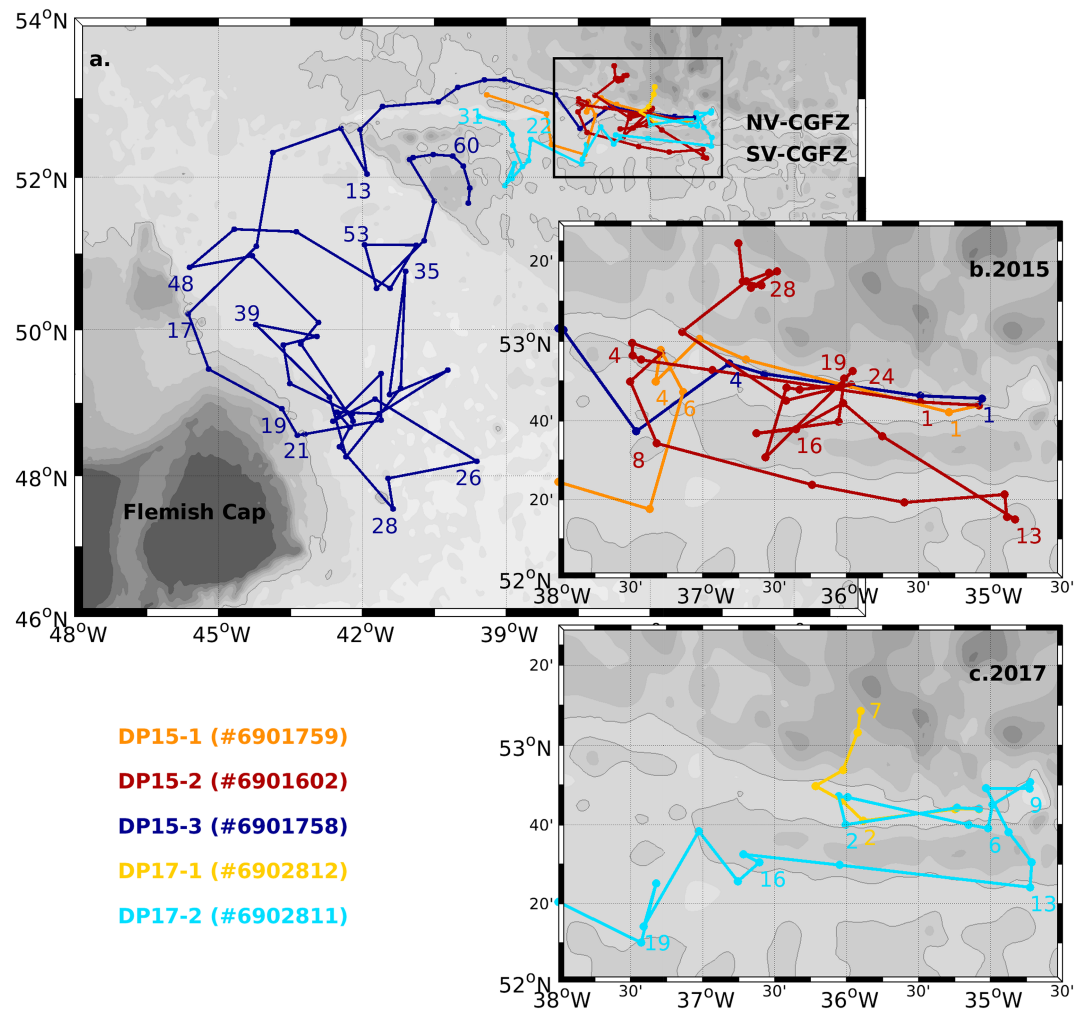 54°N
a.
31
22
60
NV-CGFZ
SV-CGFZ
52°N
13
53
48
35
17
39
50°N
19
21
48°N
26
28
Flemish Cap
46°N
48°W
45°W
42°W
39°W
20'
b.2015
28
53°N
4
4
19
24
4
6
1
1
1
40'
8
16
20'
13
52°N
38°W
30'
37°W
30'
36°W
30'
35°W
30'
20'
c.2017
7
53°N
9
40'
2
2
6
16
20'
13
19
52°N
38°W
30'
37°W
30'
36°W
30'
35°W
30'
DP15-1 (#6901759)
DP15-2 (#6901602)
DP15-3 (#6901758)
DP17-1 (#6902812)
DP17-2 (#6902811)